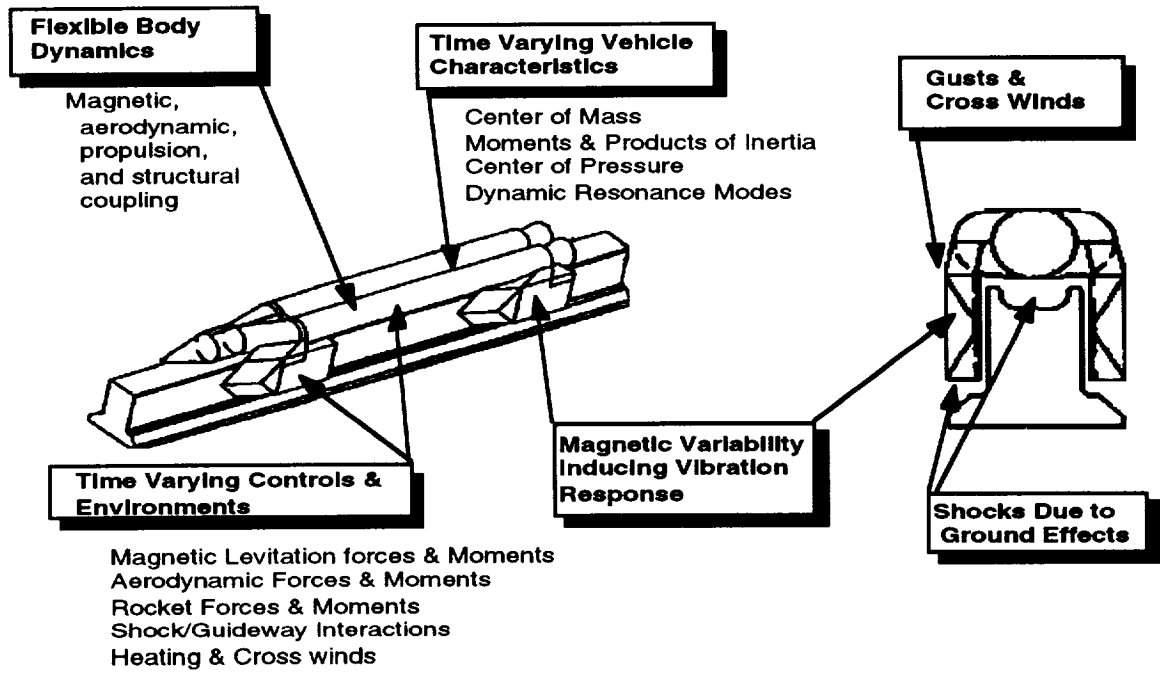 Flexible Body
Dynamics
Magnetic,
aerodynamic,
propulsion,
and structural
coupling
Time Varying Vehicle
Characteristics
Center of Mass
Moments & Products of Inertia
Center of Pressure
Dynamic Resonance Modes
Gusts &
Cross Winds
Time Varying Controls &
Environments
Magnetic Levitation forces & Moments
Aerodynamic Forces & Moments
Rocket Forces & Moments
Shock/Guideway Interactions
Heating & Cross winds
Magnetic Variability
Inducing Vibration
Response
Shocks Due to
Ground Effects